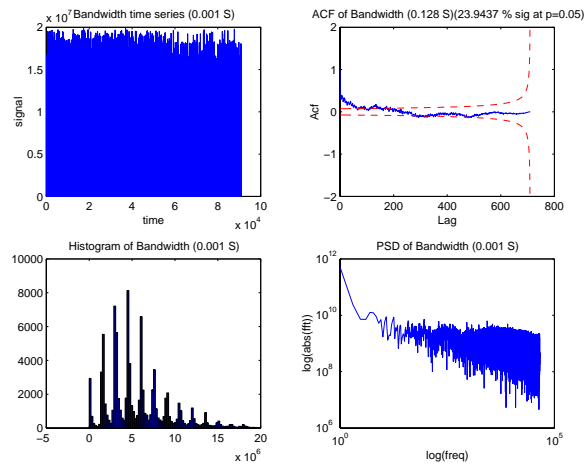 x 10^7 Bandwidth time series (0.001 S)
2
1.5
1
0.5
0
signal
0 2 4 6 8 10
time
x 10^4
ACF of Bandwidth (0.128 S)(23.9437 % sig at p=0.05)
2
1
0
−1
−2
Acf
0 200 400 600 800
Lag
Histogram of Bandwidth (0.001 S)
10000
8000
6000
4000
2000
0
−5 0 5 10 15 20
x 10^6
PSD of Bandwidth (0.001 S)
10^12
10^10
10^8
10^6
log(abs(fft))
10^0 10^5
log(freq)